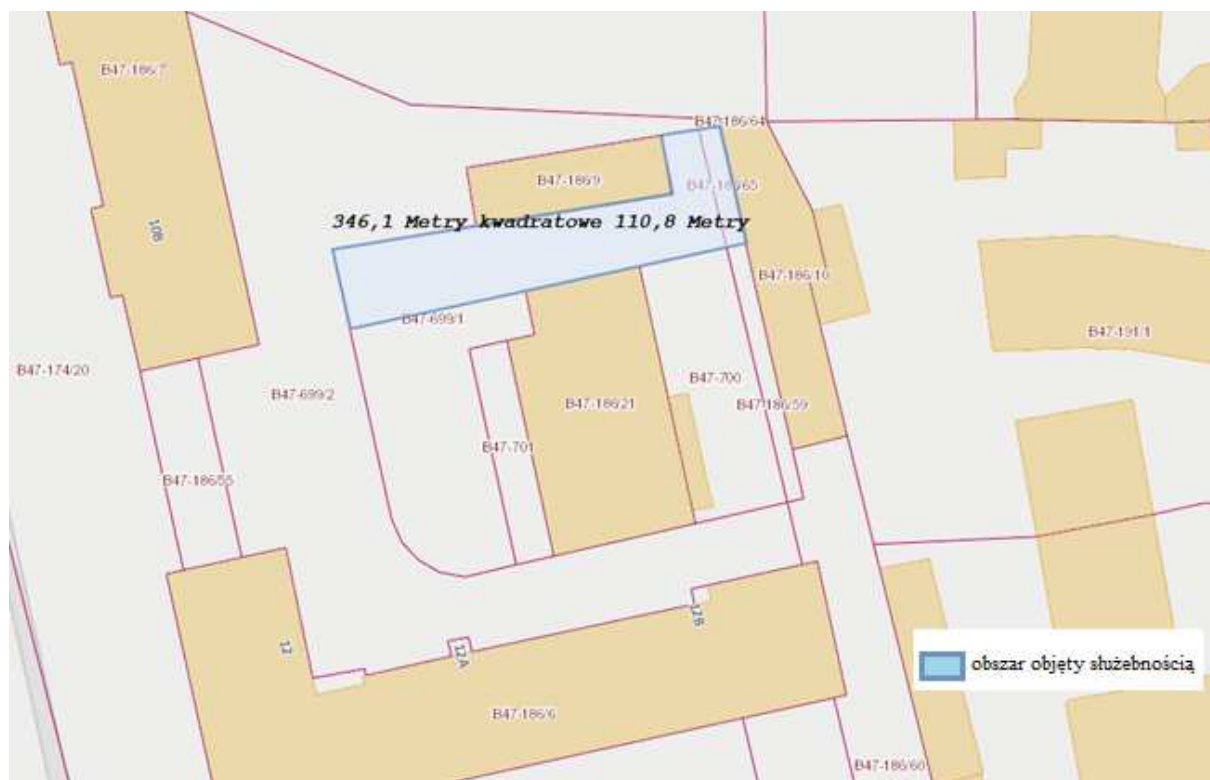 B47-186/7
B47-186/64
B47-186/9
B47-186/65
10B
346,1 Metry kwadratowe 110,8 Metry
B47-186/10
B47-699/1
B47-191/1
B47-174/20
B47-699/2
B47-700
B47-186/21
B47-186/59
B47-701
B47-186/55
12
12A
12B
obszar objęty służebnością
B47-186/6
B47-186/60